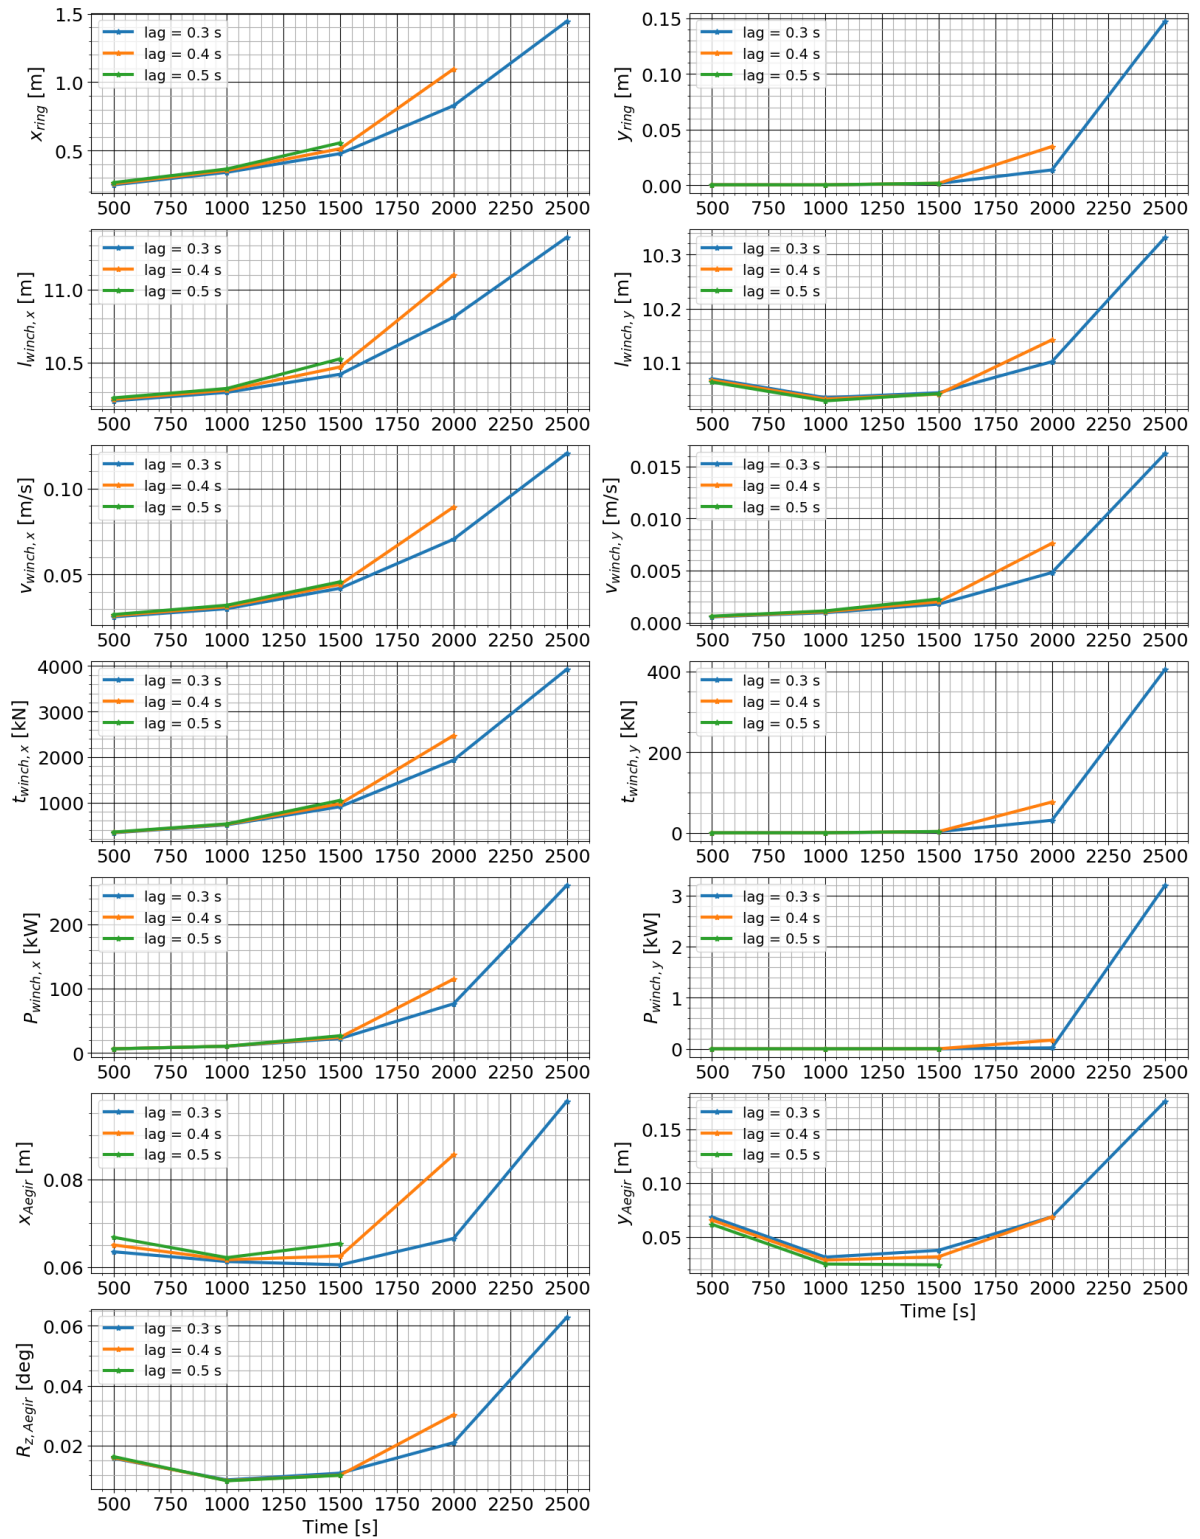 x_ring [m]
1.5
1.0
0.5
lag = 0.3 s
lag = 0.4 s
lag = 0.5 s
500 750 1000 1250 1500 1750 2000 2250 2500
y_ring [m]
0.15
0.10
0.05
0.00
lag = 0.3 s
lag = 0.4 s
lag = 0.5 s
500 750 1000 1250 1500 1750 2000 2250 2500
l_winch,x [m]
11.0
10.5
lag = 0.3 s
lag = 0.4 s
lag = 0.5 s
500 750 1000 1250 1500 1750 2000 2250 2500
l_winch,y [m]
10.3
10.2
10.1
lag = 0.3 s
lag = 0.4 s
lag = 0.5 s
500 750 1000 1250 1500 1750 2000 2250 2500
v_winch,x [m/s]
0.10
0.05
lag = 0.3 s
lag = 0.4 s
lag = 0.5 s
500 750 1000 1250 1500 1750 2000 2250 2500
v_winch,y [m/s]
0.015
0.010
0.005
0.000
lag = 0.3 s
lag = 0.4 s
lag = 0.5 s
500 750 1000 1250 1500 1750 2000 2250 2500
t_winch,x [kN]
4000
3000
2000
1000
lag = 0.3 s
lag = 0.4 s
lag = 0.5 s
500 750 1000 1250 1500 1750 2000 2250 2500
t_winch,y [kN]
400
200
0
lag = 0.3 s
lag = 0.4 s
lag = 0.5 s
500 750 1000 1250 1500 1750 2000 2250 2500
P_winch,x [kW]
200
100
0
lag = 0.3 s
lag = 0.4 s
lag = 0.5 s
500 750 1000 1250 1500 1750 2000 2250 2500
P_winch,y [kW]
3
2
1
0
lag = 0.3 s
lag = 0.4 s
lag = 0.5 s
500 750 1000 1250 1500 1750 2000 2250 2500
x_Aegir [m]
0.08
0.06
lag = 0.3 s
lag = 0.4 s
lag = 0.5 s
500 750 1000 1250 1500 1750 2000 2250 2500
y_Aegir [m]
0.15
0.10
0.05
lag = 0.3 s
lag = 0.4 s
lag = 0.5 s
500 750 1000 1250 1500 1750 2000 2250 2500
Time [s]
R_z,Aegir [deg]
0.06
0.04
0.02
lag = 0.3 s
lag = 0.4 s
lag = 0.5 s
500 750 1000 1250 1500 1750 2000 2250 2500
Time [s]